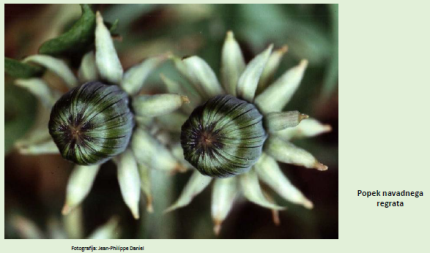 Popek navadnega
regrata
Fotografija: Jean-Philippe Daniel